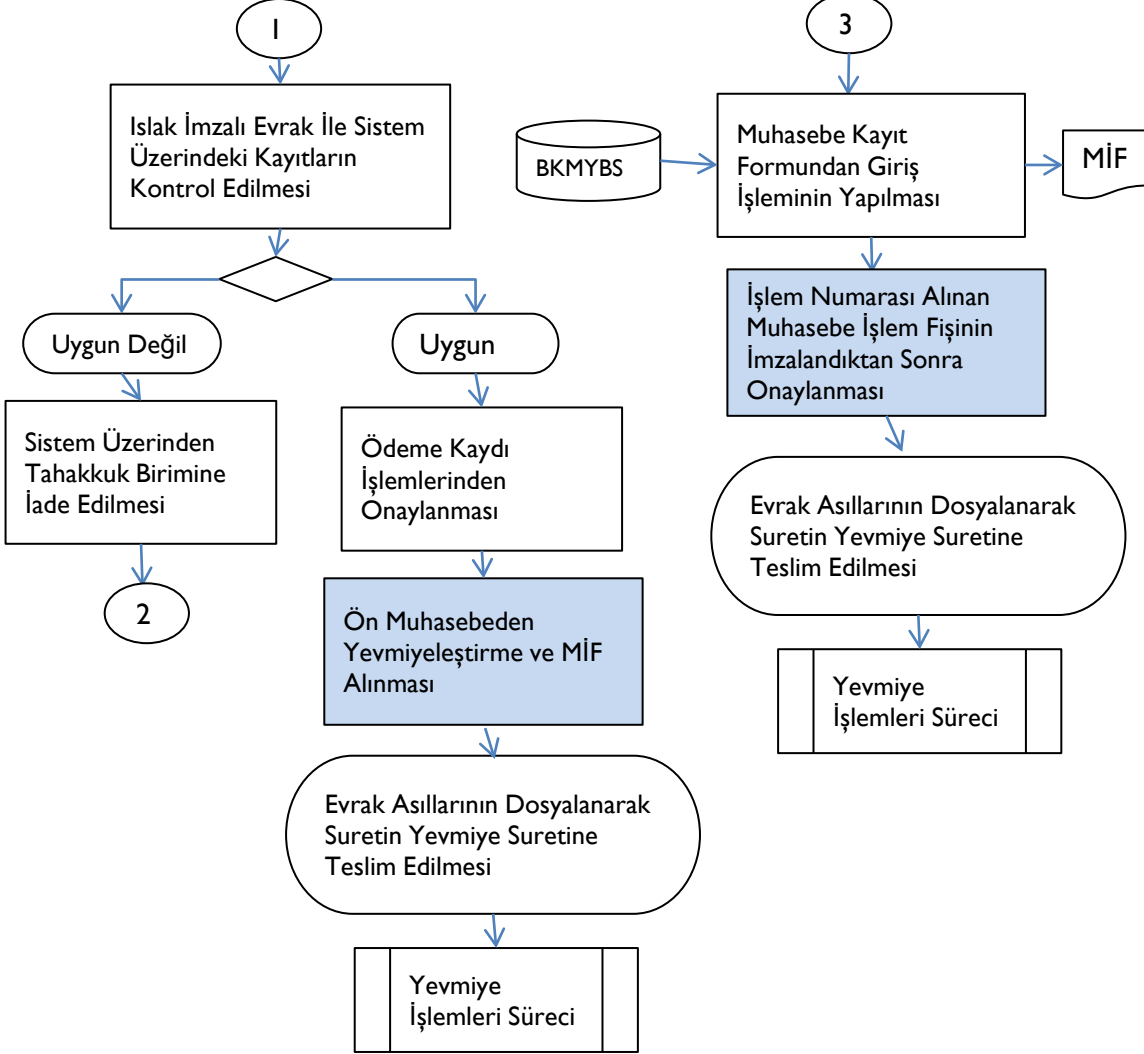 1
Islak İmzalı Evrak İle Sistem
Üzerindeki Kayıtların
Kontrol Edilmesi
Uygun Değil
Uygun
Sistem Üzerinden
Tahakkuk Birimine
İade Edilmesi
2
Ödeme Kaydı
İşlemlerinden
Onaylanması
Ön Muhasebeden
Yevmiyeleştirme ve MİF
Alınması
Evrak Asıllarının Dosyalanarak
Suretin Yevmiye Suretine
Teslim Edilmesi
Yevmiye
İşlemleri Süreci
3
BKMYBS
Muhasebe Kayıt
Formundan Giriş
İşleminin Yapılması
MİF
İşlem Numarası Alınan
Muhasebe İşlem Fişinin
İmzalandıktan Sonra
Onaylanması
Evrak Asıllarının Dosyalanarak
Suretin Yevmiye Suretine
Teslim Edilmesi
Yevmiye
İşlemleri Süreci